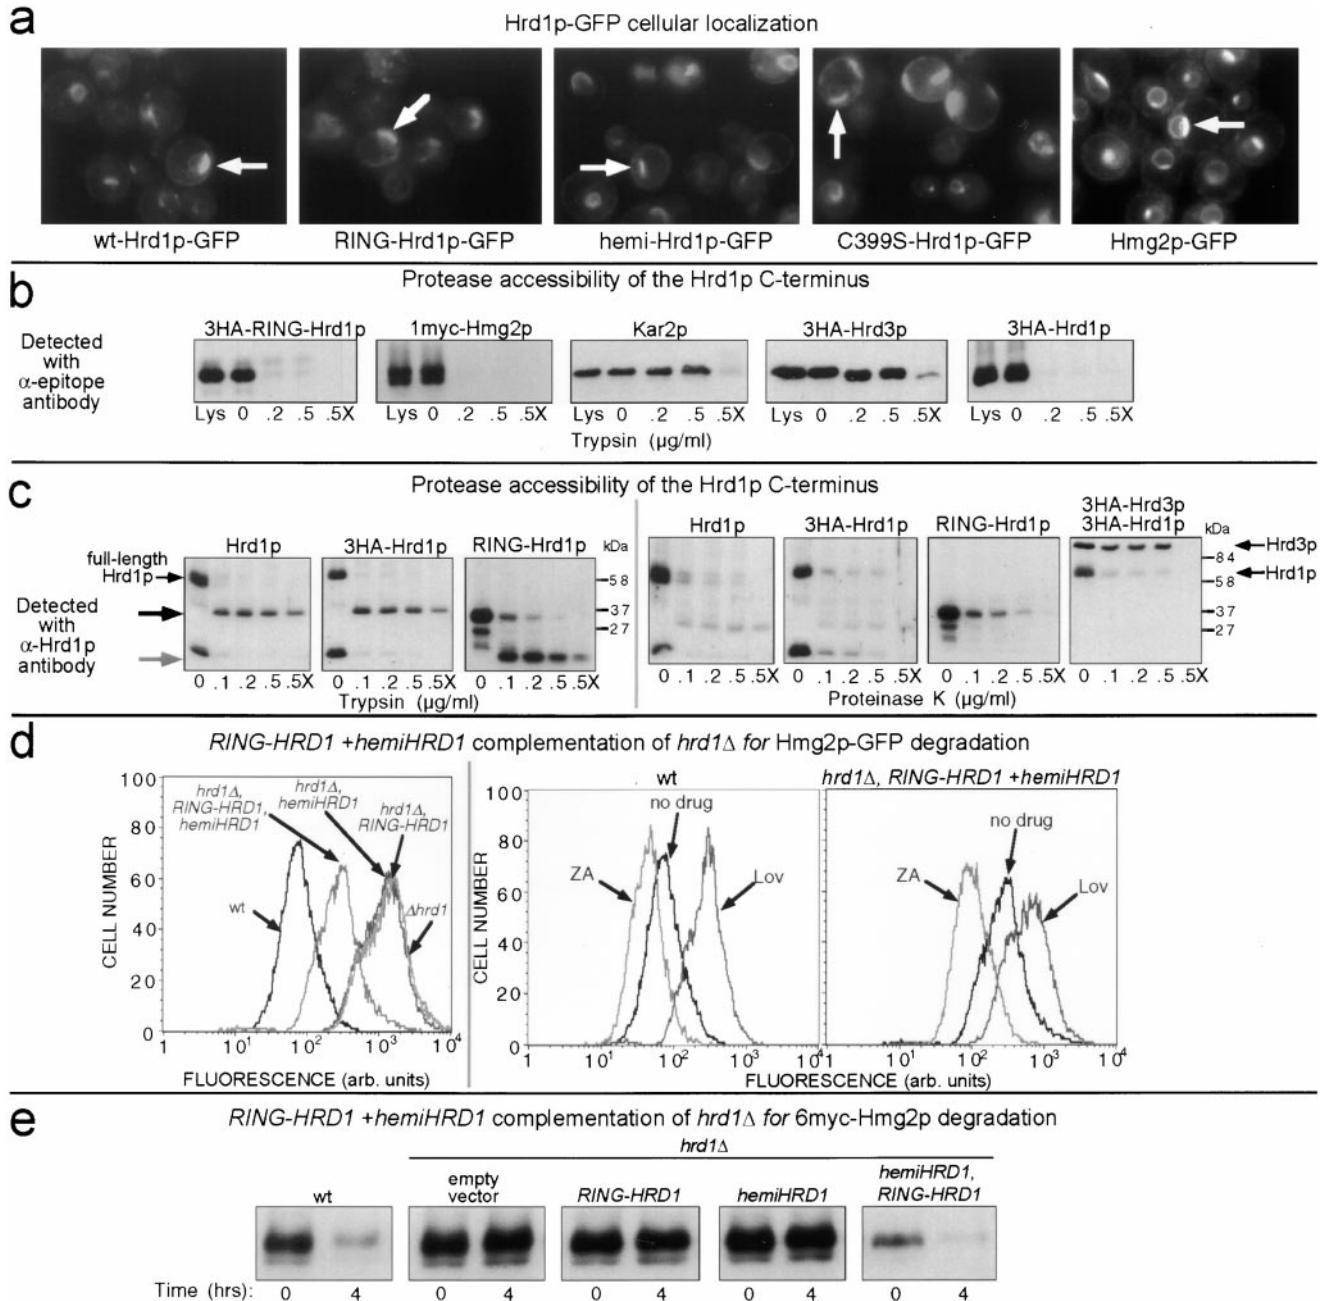 a
Hrd1p-GFP cellular localization
wt-Hrd1p-GFP RING-Hrd1p-GFP hemi-Hrd1p-GFP C399S-Hrd1p-GFP Hmg2p-GFP
b
Protease accessibility of the Hrd1p C-terminus
Detected with α-epitope antibody
3HA-RING-Hrd1p 1myc-Hmg2p Kar2p 3HA-Hrd3p 3HA-Hrd1p
Lys 0 .2 .5 .5X Lys 0 .2 .5 .5X Lys 0 .2 .5 .5X Lys 0 .2 .5 .5X Lys 0 .2 .5 .5X
Trypsin (µg/ml)
c
Protease accessibility of the Hrd1p C-terminus
3HA-Hrd3p
Hrd1p 3HA-Hrd1p RING-Hrd1p kDa Hrd1p 3HA-Hrd1p RING-Hrd1p 3HA-Hrd1p kDa
full-length
Hrd1p
Detected
with
α-Hrd1p
antibody
58
37
27
Hrd3p
84
Hrd1p
58
37
27
0 .1 .2 .5 .5X 0 .1 .2 .5 .5X 0 .1 .2 .5 .5X 0 .1 .2 .5 .5X 0 .1 .2 .5 .5X 0 .1 .2 .5 .5X 0 .1 .2 .5 .5X
Trypsin (µg/ml) Proteinase K (µg/ml)
d
RING-HRD1 +hemiHRD1 complementation of hrd1Δ for Hmg2p-GFP degradation
wt hrd1Δ, RING-HRD1 +hemiHRD1
CELL NUMBER
100
80
60
40
20
0
hrd1Δ,
RING-HRD1,
hemiHRD1
hrd1Δ,
hemiHRD1
hrd1Δ,
RING-HRD1
wt
Δhrd1
1 10¹ 10² 10³ 10⁴
FLUORESCENCE (arb. units)
CELL NUMBER
100
80
60
40
20
0
ZA
no drug
Lov
ZA
no drug
Lov
1 10¹ 10² 10³ 10⁴ 1 10¹ 10² 10³ 10⁴
FLUORESCENCE (arb. units)
e
RING-HRD1 +hemiHRD1 complementation of hrd1Δ for 6myc-Hmg2p degradation
hrd1Δ
wt
empty
vector
RING-HRD1
hemiHRD1
hemiHRD1,
RING-HRD1
Time (hrs): 0 4 0 4 0 4 0 4 0 4